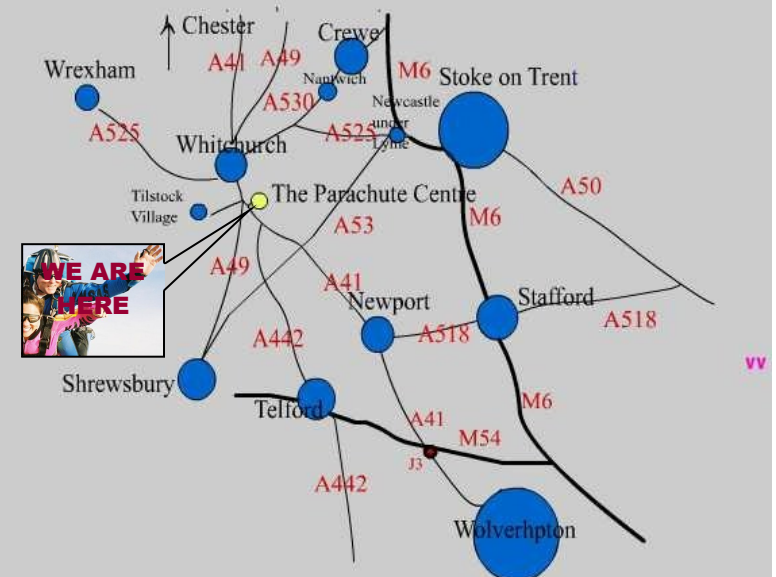 Chester
Crewe
A41
A49
Wrexham
M6
Stoke on Trent
Nantwich
A530
Newcastle
under
Lyme
A525
A525
Whitchurch
A50
Tilstock
Village
The Parachute Centre
M6
A53
WE ARE
HERE
A49
A41
Newport
Stafford
A518
A518
A442
Shrewsbury
Telford
M6
A41
M54
J3
A442
Wolverhpton
vv